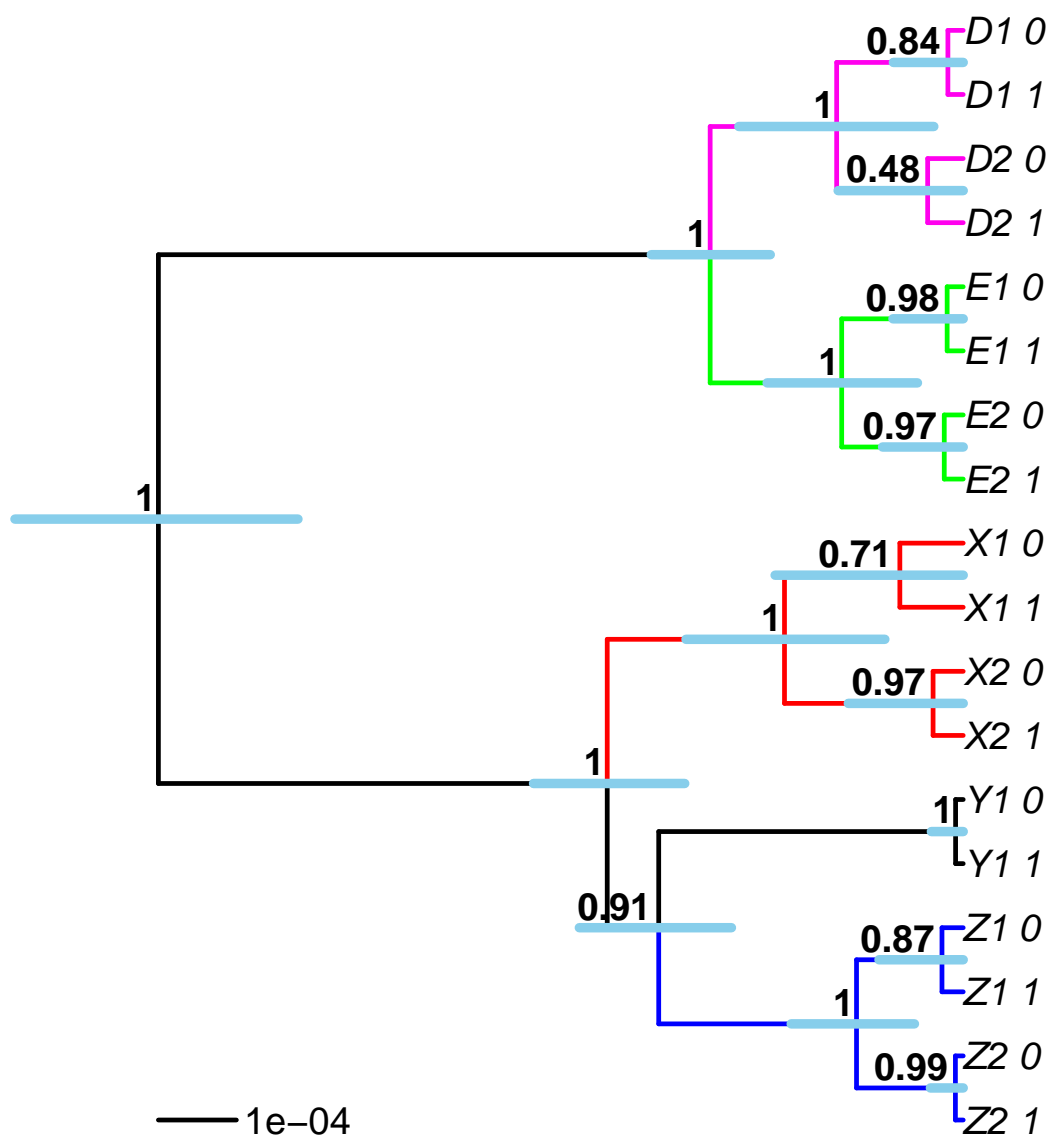 D1 0
0.84
D1 1
1
D2 0
0.48
D2 1
1
E1 0
0.98
E1 1
1
E2 0
0.97
E2 1
1
X1 0
0.71
X1 1
1
X2 0
0.97
X2 1
1
Y1 0
1
Y1 1
0.91
Z1 0
0.87
Z1 1
1
Z2 0
0.99
Z2 1
1e−04